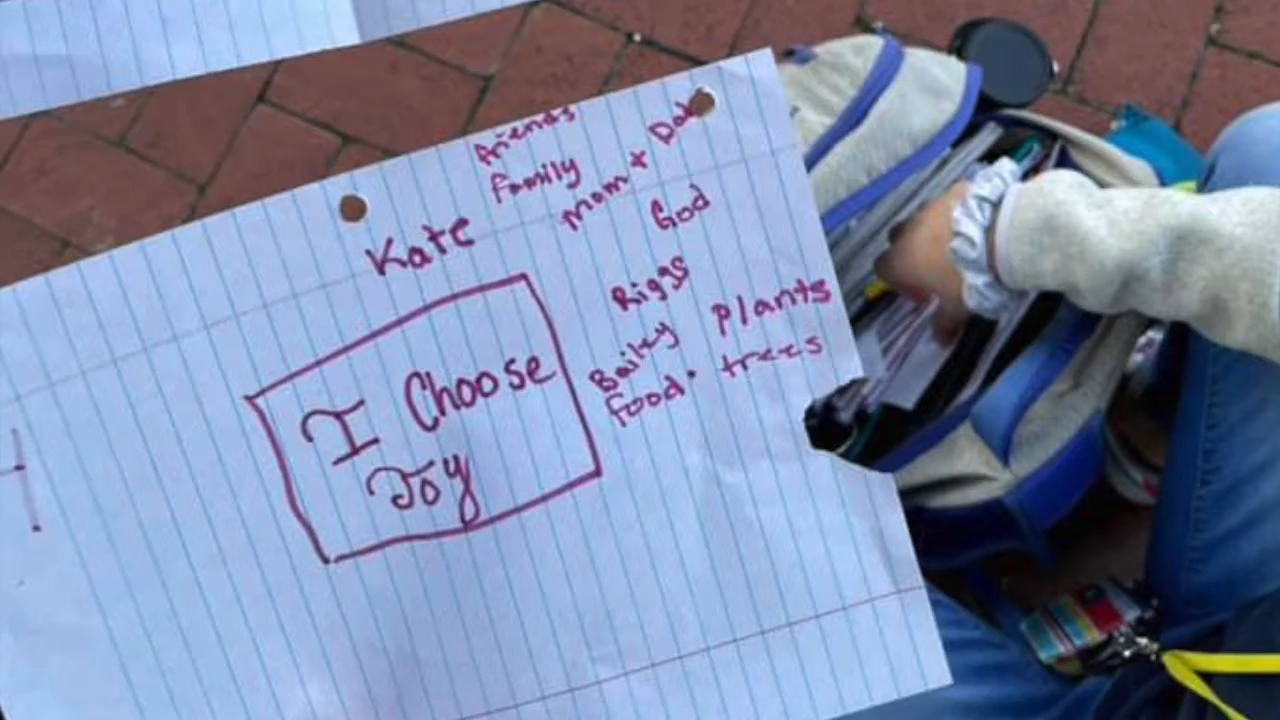 friends
family
Mom + Dad
God
Kate
Riggs
Bailey
plants
food. trees
I Choose
Joy